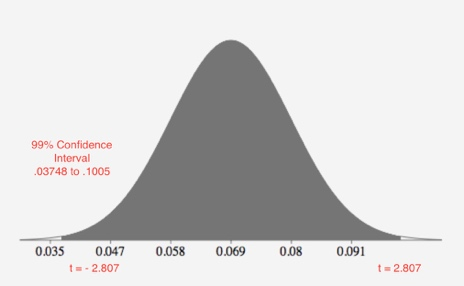 99% Confidence
Interval
.03748 to .1005
0.035 0.047 0.058 0.069 0.08 0.091
t = - 2.807 t = 2.807